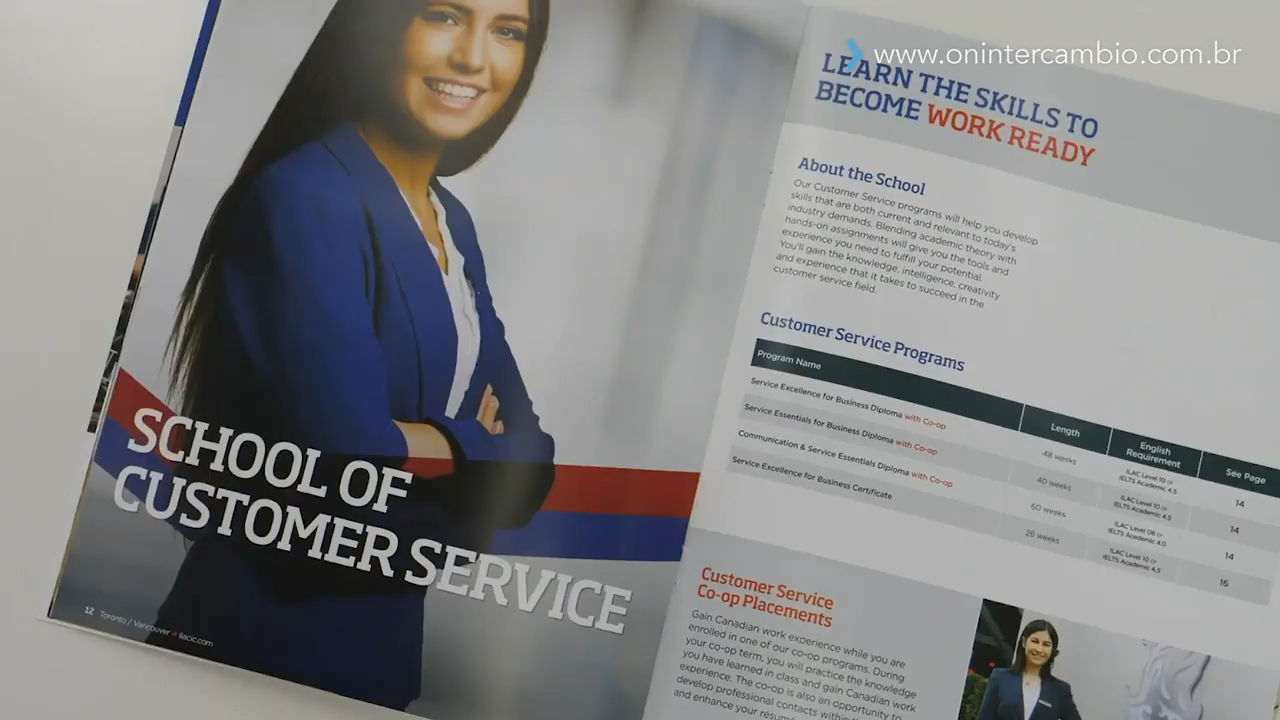 www.onintercambio.com.br
SCHOOL OF
CUSTOMER SERVICE
12 Toronto / Vancouver ilacic.com
LEARN THE SKILLS TO
BECOME WORK READY
About the School
Our Customer Service programs will help you develop
skills that are both current and relevant to today's
industry demands. Blending academic theory with
hands-on assignments will give you the tools and
experience you need to fulfill your potential.
You'll gain the knowledge, intelligence, creativity
and experience that it takes to succeed in the
customer service field.
Customer Service Programs
Program Name Length English Requirement See Page
Service Excellence for Business Diploma with Co-op 48 weeks ILAC Level 10 or IELTS Academic 4.5 14
Service Essentials for Business Diploma with Co-op 40 weeks ILAC Level 10 or IELTS Academic 4.5 14
Communication & Service Essentials Diploma with Co-op 60 weeks ILAC Level 08 or IELTS Academic 4.0 14
Service Excellence for Business Certificate 26 weeks ILAC Level 10 or IELTS Academic 4.5 16
Customer Service
Co-op Placements
Gain Canadian work experience while you are
enrolled in one of our co-op programs. During
your co-op term, you will practice the knowledge
you have learned in class and gain Canadian work
experience. The co-op is also an opportunity to
develop professional contacts within
and enhance your